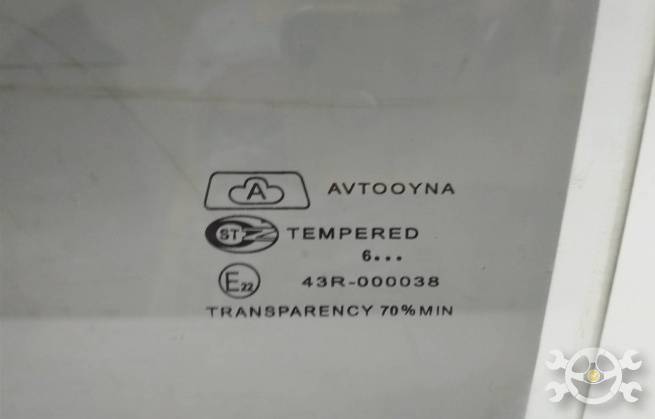 A AVTOOYNA
ST TEMPERED
6...
E22 43R-000038
TRANSPARENCY 70% MIN